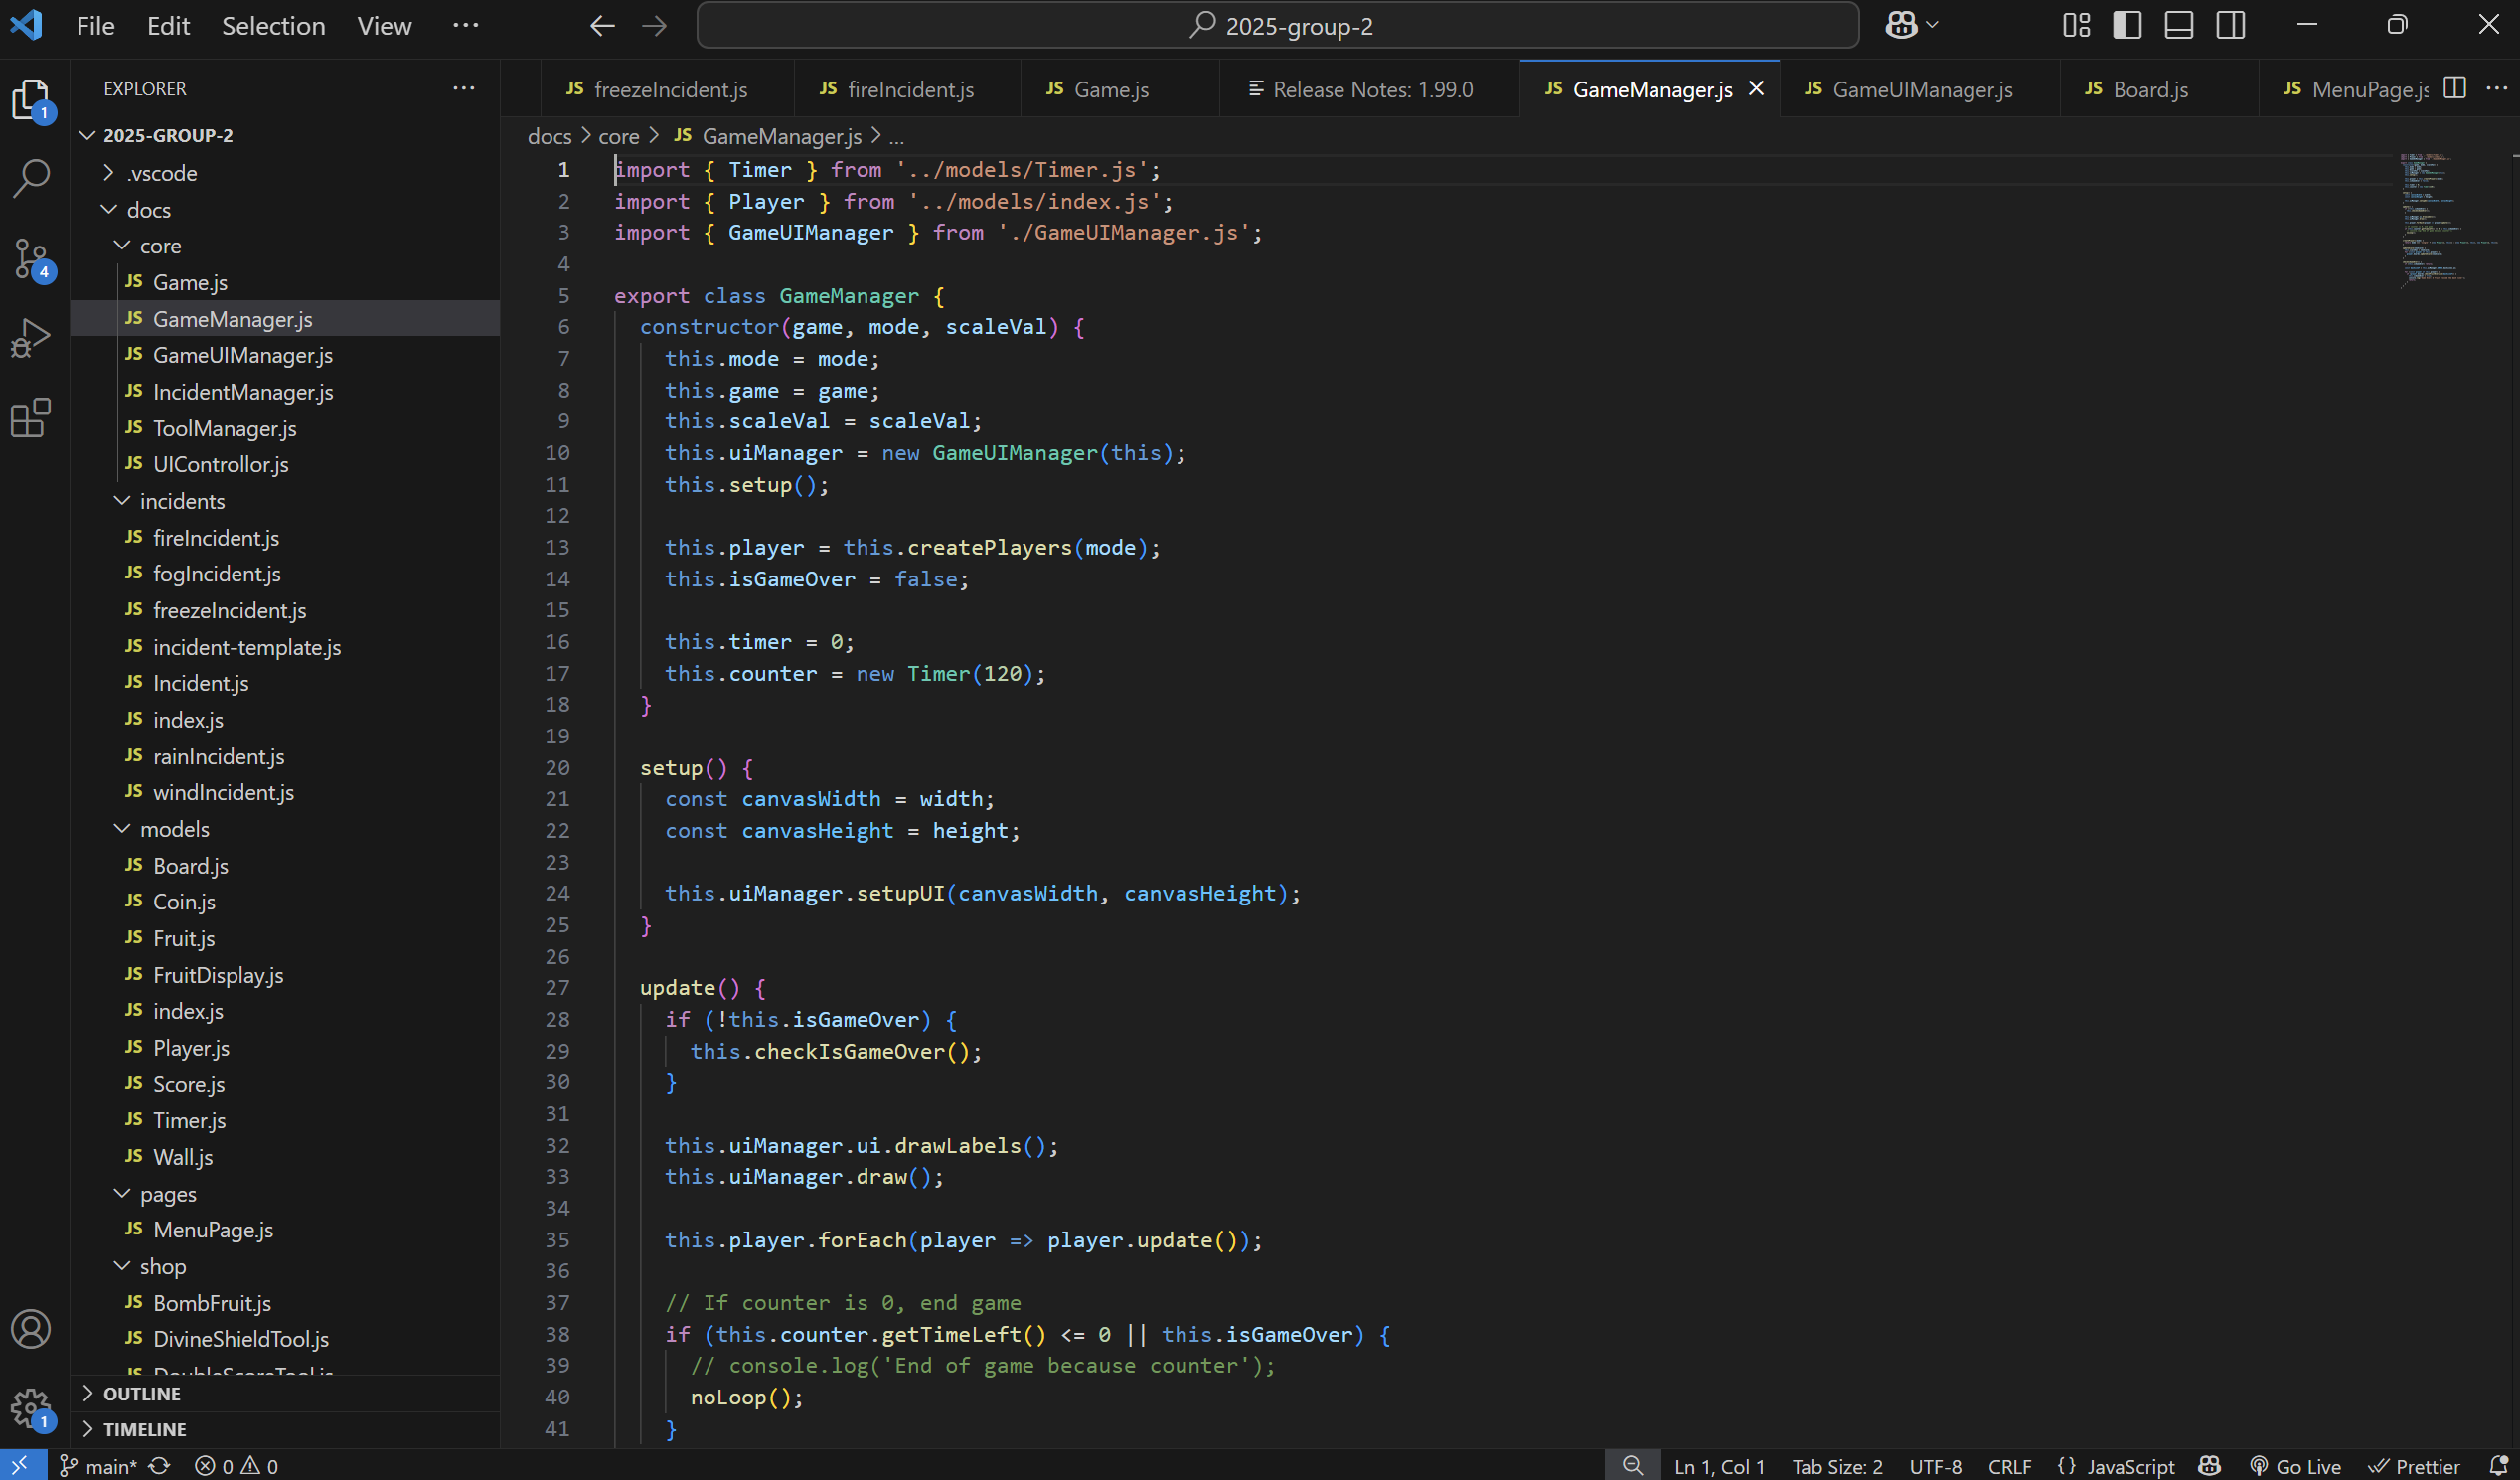 File Edit Selection View ···
2025-group-2
EXPLORER ···
freezeIncident.js
fireIncident.js
Game.js
Release Notes: 1.99.0
GameManager.js
GameUIManager.js
Board.js
MenuPage.js
docs > core > JS GameManager.js > ...
1
4
1
2025-GROUP-2
.vscode
docs
core
JS Game.js
JS GameManager.js
JS GameUIManager.js
JS IncidentManager.js
JS ToolManager.js
JS UIControllor.js
incidents
JS fireIncident.js
JS fogIncident.js
JS freezeIncident.js
JS incident-template.js
JS Incident.js
JS index.js
JS rainIncident.js
JS windIncident.js
models
JS Board.js
JS Coin.js
JS Fruit.js
JS FruitDisplay.js
JS index.js
JS Player.js
JS Score.js
JS Timer.js
JS Wall.js
pages
JS MenuPage.js
shop
JS BombFruit.js
JS DivineShieldTool.js
JS DoubleScoreTool.js
OUTLINE
TIMELINE
1 import { Timer } from '../models/Timer.js';
2 import { Player } from '../models/index.js';
3 import { GameUIManager } from './GameUIManager.js';
4
5 export class GameManager {
6 constructor(game, mode, scaleVal) {
7 this.mode = mode;
8 this.game = game;
9 this.scaleVal = scaleVal;
10 this.uiManager = new GameUIManager(this);
11 this.setup();
12
13 this.player = this.createPlayers(mode);
14 this.isGameOver = false;
15
16 this.timer = 0;
17 this.counter = new Timer(120);
18 }
19
20 setup() {
21 const canvasWidth = width;
22 const canvasHeight = height;
23
24 this.uiManager.setupUI(canvasWidth, canvasHeight);
25 }
26
27 update() {
28 if (!this.isGameOver) {
29 this.checkIsGameOver();
30 }
31
32 this.uiManager.ui.drawLabels();
33 this.uiManager.draw();
34
35 this.player.forEach(player => player.update());
36
37 // If counter is 0, end game
38 if (this.counter.getTimeLeft() <= 0 || this.isGameOver) {
39 // console.log('End of game because counter');
40 noLoop();
41 }
main* 0 0 Ln 1, Col 1 Tab Size: 2 UTF-8 CRLF {} JavaScript Go Live Prettier